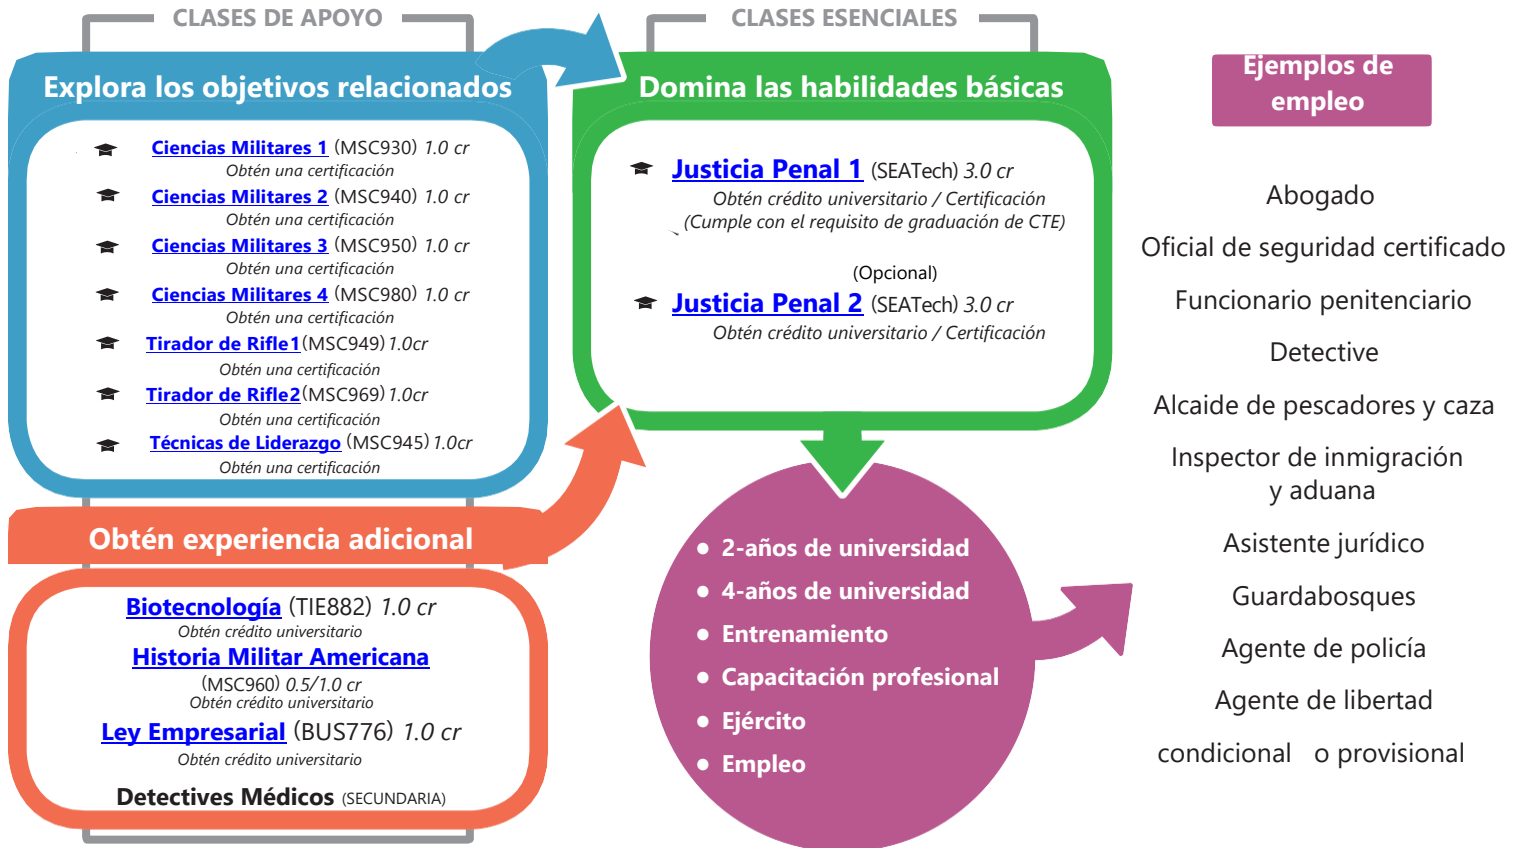 CLASES DE APOYO
Explora los objetivos relacionados
Ciencias Militares 1 (MSC930) 1.0 cr
Obtén una certificación
Ciencias Militares 2 (MSC940) 1.0 cr
Obtén una certificación
Ciencias Militares 3 (MSC950) 1.0 cr
Obtén una certificación
Ciencias Militares 4 (MSC980) 1.0 cr
Obtén una certificación
Tirador de Rifle1(MSC949) 1.0cr
Obtén una certificación
Tirador de Rifle2(MSC969) 1.0cr
Obtén una certificación
Técnicas de Liderazgo (MSC945) 1.0cr
Obtén una certificación
Obtén experiencia adicional
Biotecnología (TIE882) 1.0 cr
Obtén crédito universitario
Historia Militar Americana
(MSC960) 0.5/1.0 cr
Obtén crédito universitario
Ley Empresarial (BUS776) 1.0 cr
Obtén crédito universitario
Detectives Médicos (SECUNDARIA)
CLASES ESENCIALES
Domina las habilidades básicas
Justicia Penal 1 (SEATech) 3.0 cr
Obtén crédito universitario / Certificación
(Cumple con el requisito de graduación de CTE)
(Opcional)
Justicia Penal 2 (SEATech) 3.0 cr
Obtén crédito universitario / Certificación
• 2-años de universidad
• 4-años de universidad
• Entrenamiento
• Capacitación profesional
• Ejército
• Empleo
Ejemplos de
empleo
Abogado
Oficial de seguridad certificado
Funcionario penitenciario
Detective
Alcaide de pescadores y caza
Inspector de inmigración
y aduana
Asistente jurídico
Guardabosques
Agente de policía
Agente de libertad
condicional o provisional